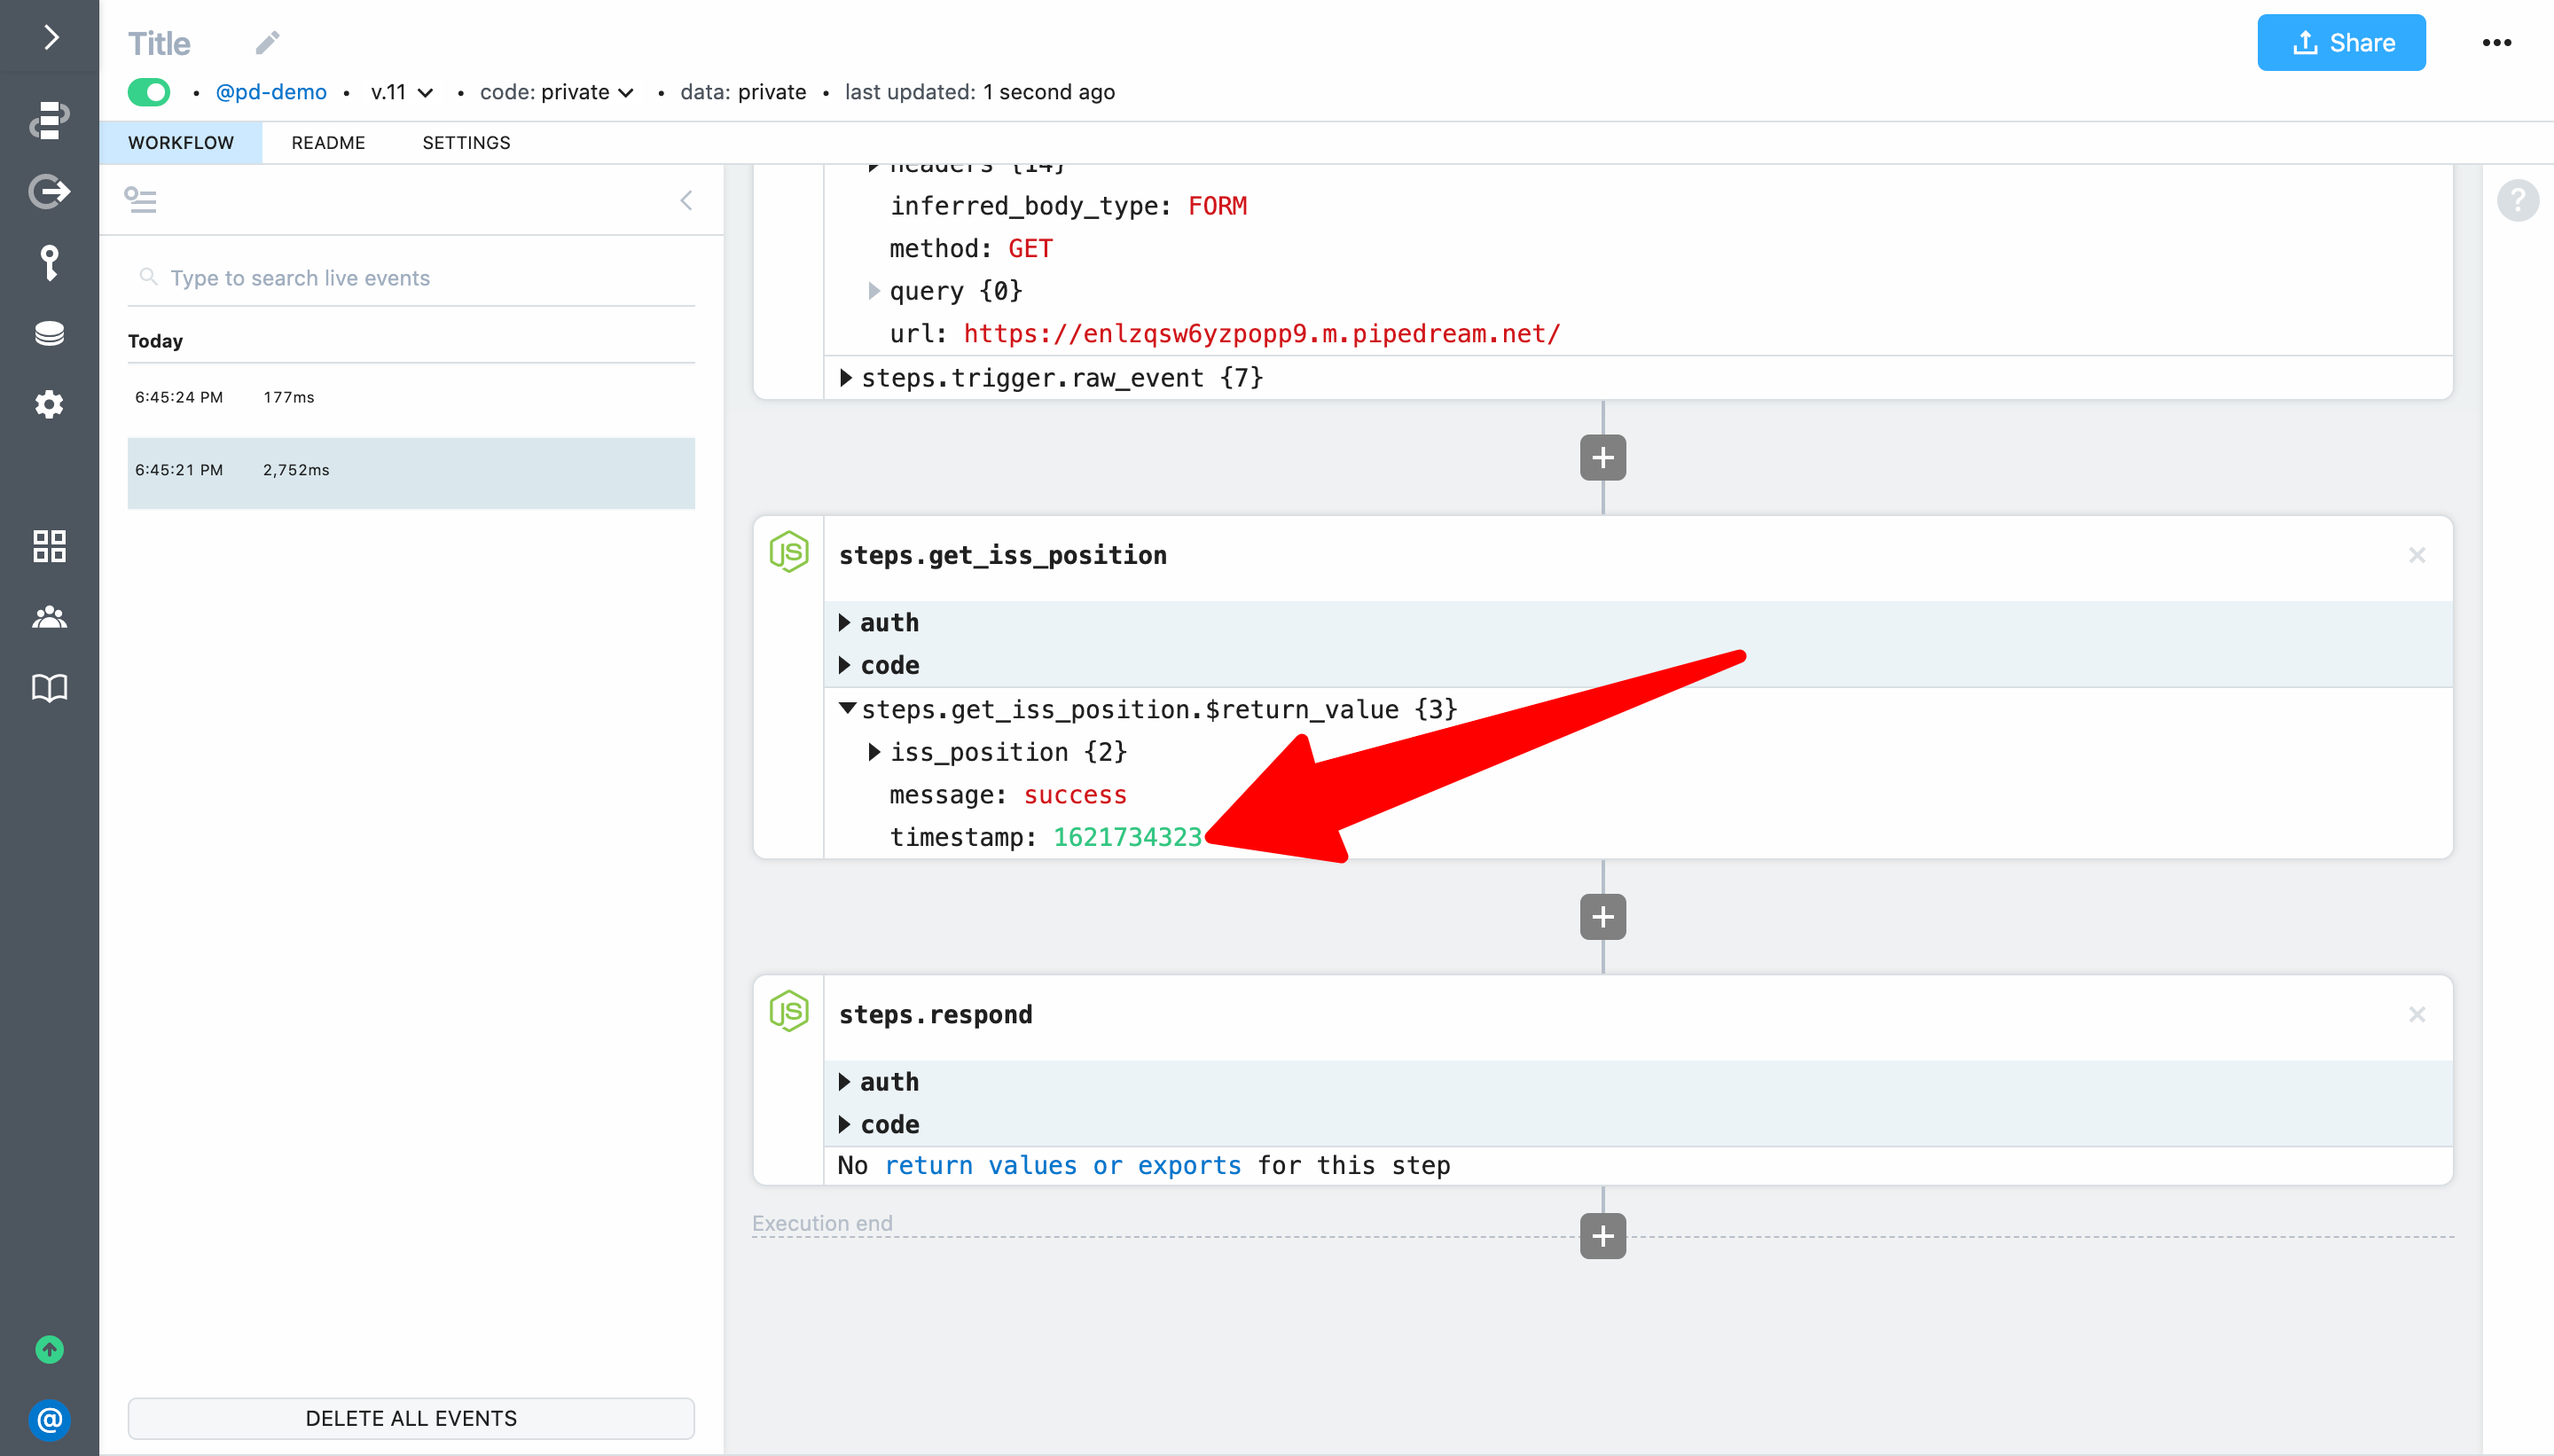 Title
Share
@pd-demo • v.11 • code: private • data: private • last updated: 1 second ago
WORKFLOW README SETTINGS
Type to search live events
Today
6:45:24 PM 177ms
6:45:21 PM 2,752ms
DELETE ALL EVENTS
headers {14}
inferred_body_type: FORM
method: GET
query {0}
url: https://enlzqsw6yzpopp9.m.pipedream.net/
steps.trigger.raw_event {7}
JS steps.get_iss_position
auth
code
steps.get_iss_position.$return_value {3}
iss_position {2}
message: success
timestamp: 1621734323
JS steps.respond
auth
code
No return values or exports for this step
Execution end